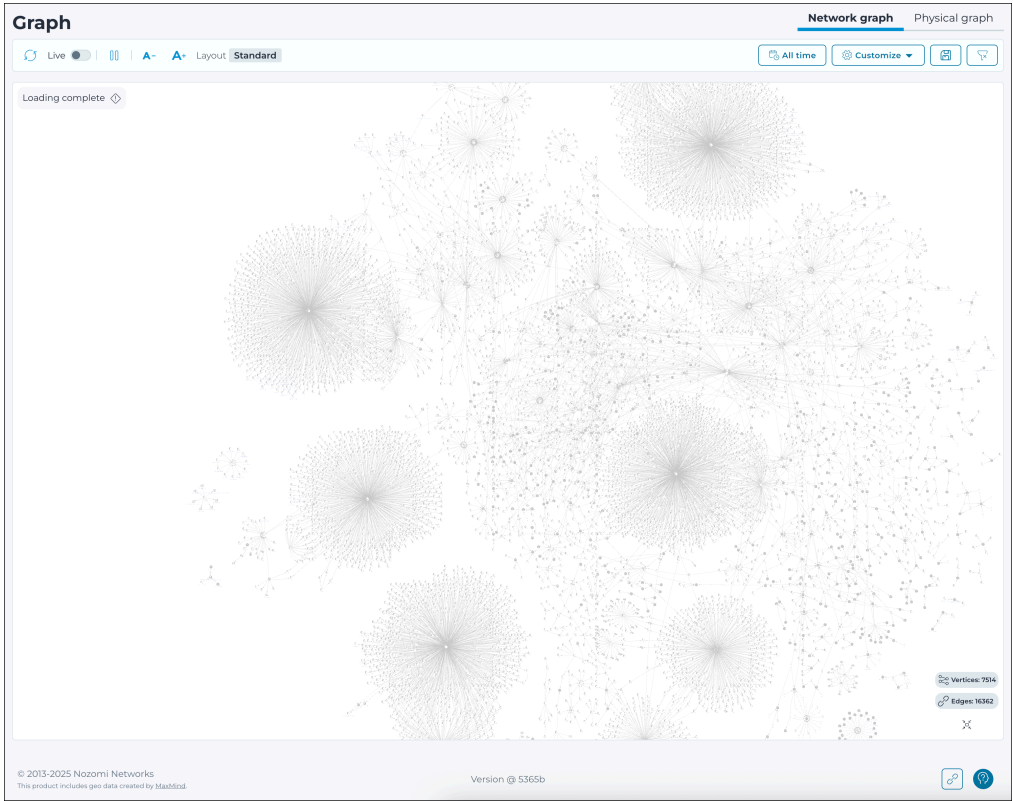 Graph
Network graph
Physical graph
Live
A-
A+
Layout Standard
All time
Customize
Loading complete
Vertices: 7514
Edges: 16362
© 2013-2025 Nozomi Networks
This product includes geo data created by MaxMind.
Version @ 5365b